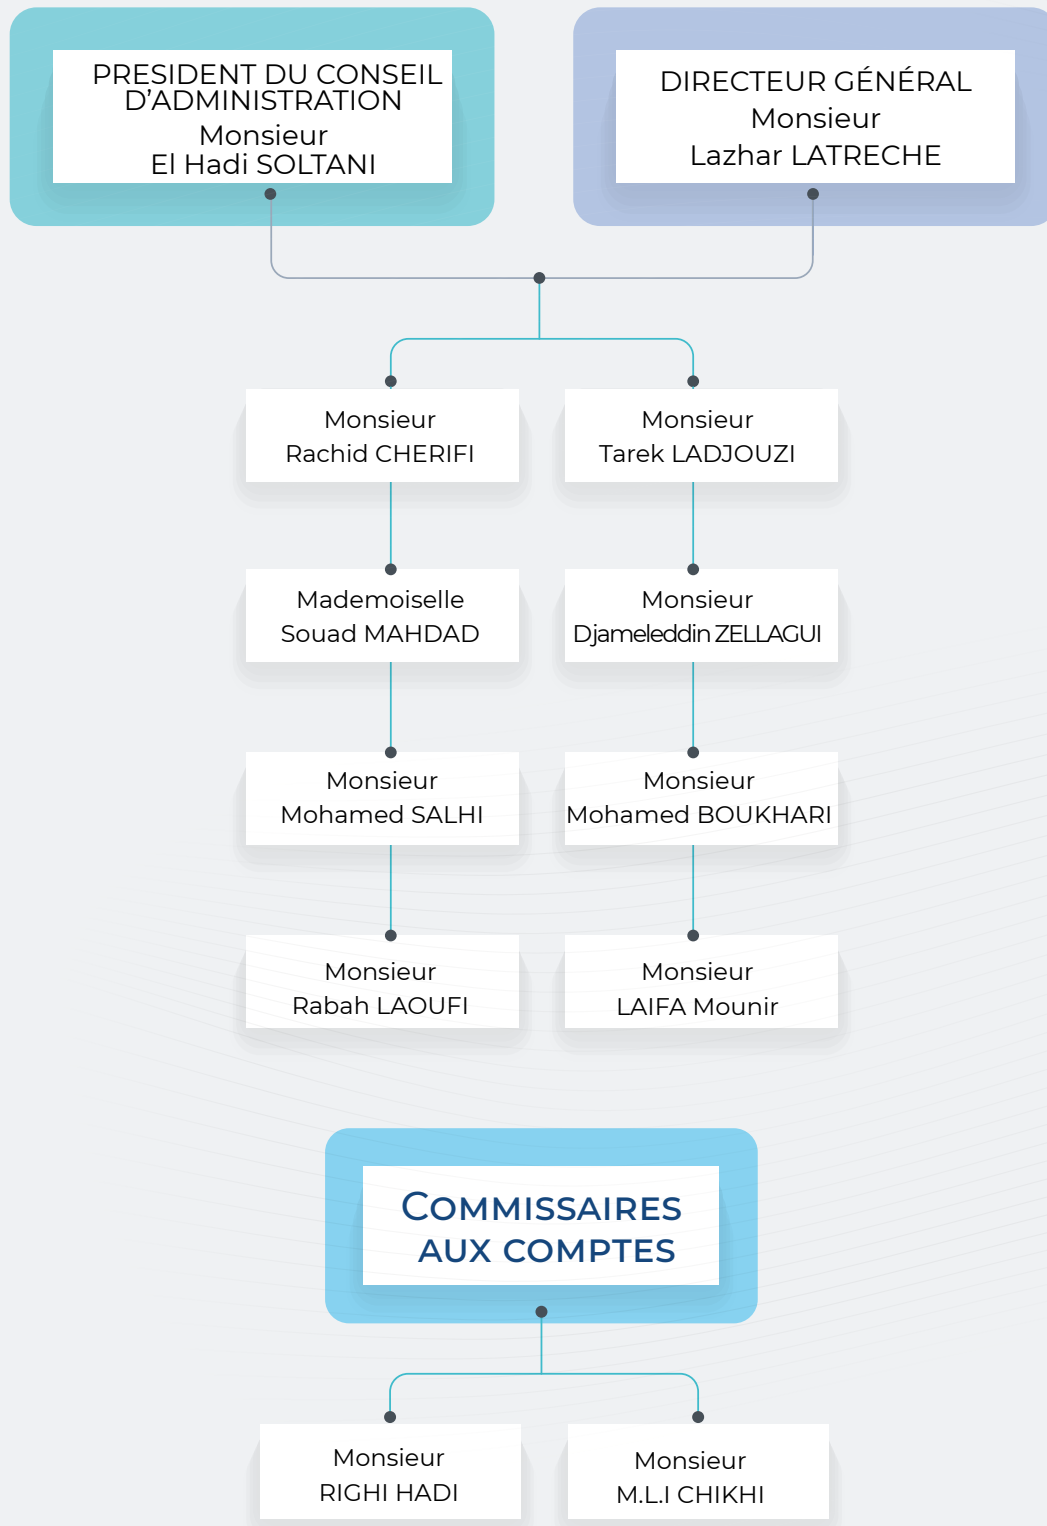 PRESIDENT DU CONSEIL
D’ADMINISTRATION
Monsieur
El Hadi SOLTANI
DIRECTEUR GÉNÉRAL
Monsieur
Lazhar LATRECHE
Monsieur
Rachid CHERIFI
Monsieur
Tarek LADJOUZI
Mademoiselle
Souad MAHDAD
Monsieur
Djameleddin ZELLAGUI
Monsieur
Mohamed SALHI
Monsieur
Mohamed BOUKHARI
Monsieur
Rabah LAOUFI
Monsieur
LAIFA Mounir
COMMISSAIRES
AUX COMPTES
Monsieur
RIGHI HADI
Monsieur
M.L.I CHIKHI